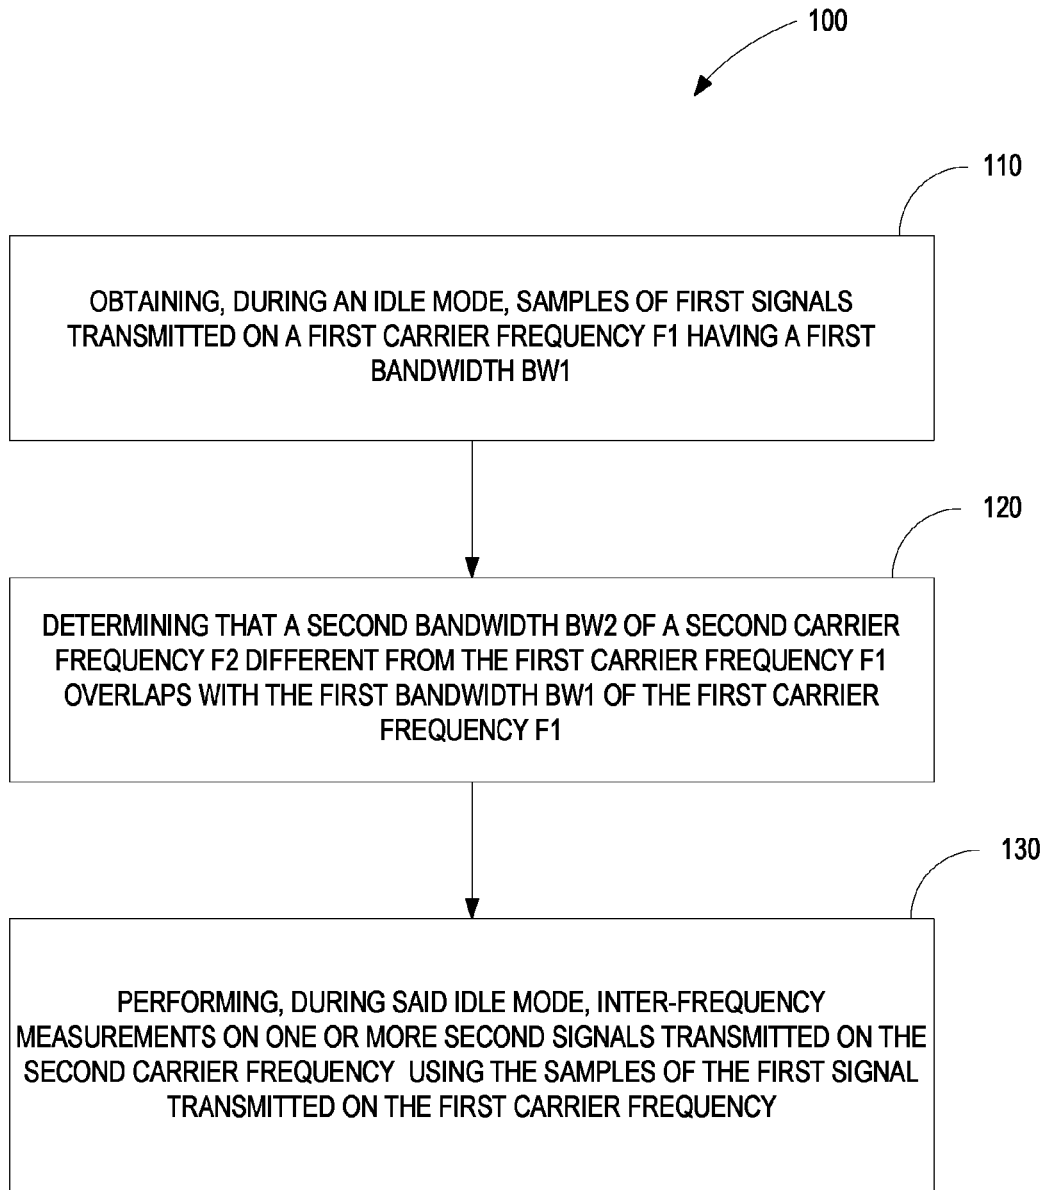 100
110
OBTAINING, DURING AN IDLE MODE, SAMPLES OF FIRST SIGNALS
TRANSMITTED ON A FIRST CARRIER FREQUENCY F1 HAVING A FIRST
BANDWIDTH BW1
120
DETERMINING THAT A SECOND BANDWIDTH BW2 OF A SECOND CARRIER
FREQUENCY F2 DIFFERENT FROM THE FIRST CARRIER FREQUENCY F1
OVERLAPS WITH THE FIRST BANDWIDTH BW1 OF THE FIRST CARRIER
FREQUENCY F1
130
PERFORMING, DURING SAID IDLE MODE, INTER-FREQUENCY
MEASUREMENTS ON ONE OR MORE SECOND SIGNALS TRANSMITTED ON THE
SECOND CARRIER FREQUENCY USING THE SAMPLES OF THE FIRST SIGNAL
TRANSMITTED ON THE FIRST CARRIER FREQUENCY